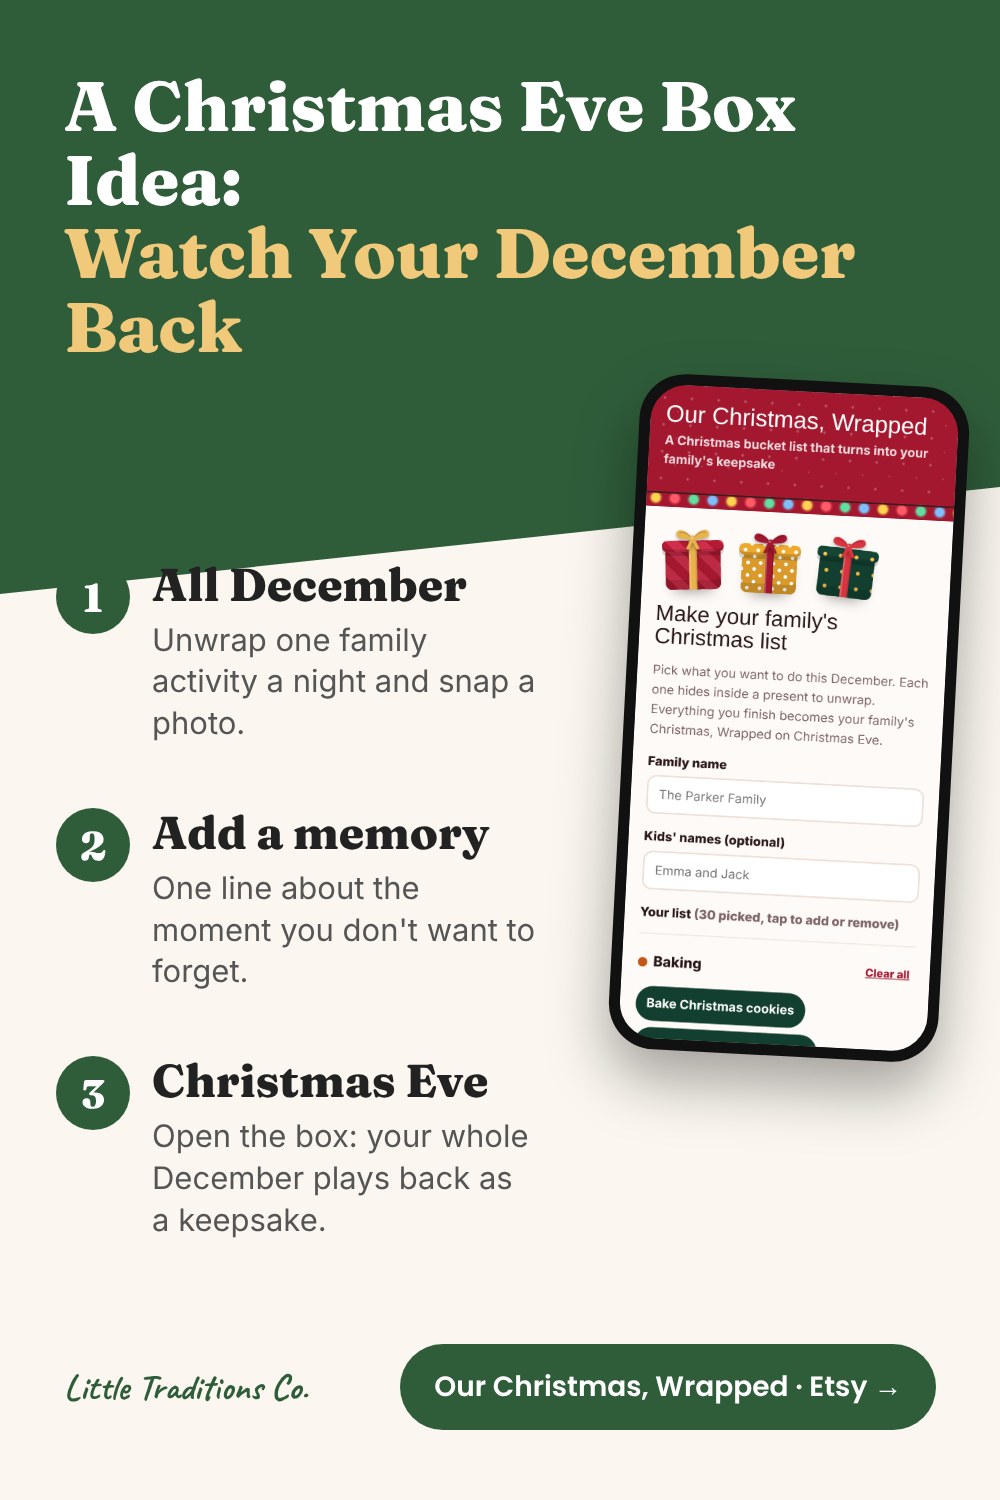 A Christmas Eve Box
Idea:
Watch Your December
Back
1
All December
Unwrap one family
activity a night and snap a
photo.
2
Add a memory
One line about the
moment you don't want to
forget.
3
Christmas Eve
Open the box: your whole
December plays back as
a keepsake.
Our Christmas, Wrapped
A Christmas bucket list that turns into your
family's keepsake
Make your family's
Christmas list
Pick what you want to do this December. Each
one hides inside a present to unwrap.
Everything you finish becomes your family's
Christmas, Wrapped on Christmas Eve.
Family name
The Parker Family
Kids' names (optional)
Emma and Jack
Your list (30 picked, tap to add or remove)
Baking
Clear all
Bake Christmas cookies
Little Traditions Co.
Our Christmas, Wrapped · Etsy →